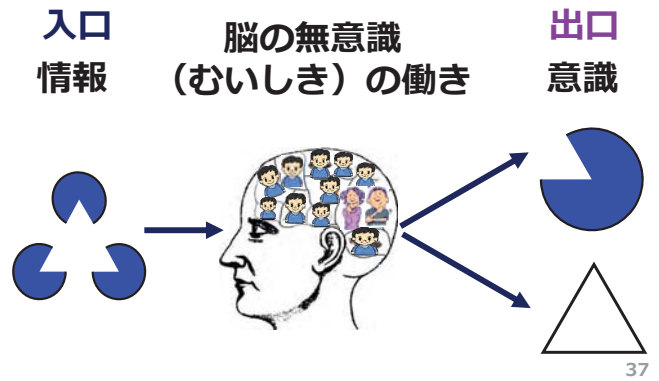 入口
情報
脳の無意識
（むいしき）の働き
出口
意識
37